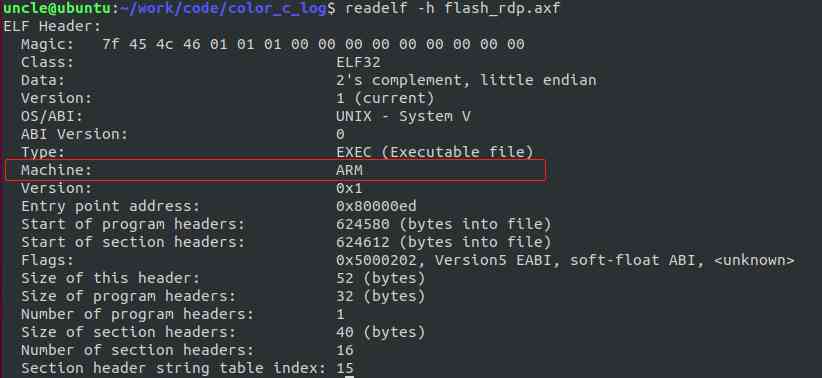 uncle@ubuntu:~/work/code/color_c_log$ readelf -h flash_rdp.axf
ELF Header:
  Magic:   7f 45 4c 46 01 01 01 00 00 00 00 00 00 00 00 00
  Class:                             ELF32
  Data:                              2's complement, little endian
  Version:                           1 (current)
  OS/ABI:                            UNIX - System V
  ABI Version:                       0
  Type:                              EXEC (Executable file)
  Machine:                           ARM
  Version:                           0x1
  Entry point address:               0x80000ed
  Start of program headers:          624580 (bytes into file)
  Start of section headers:          624612 (bytes into file)
  Flags:                             0x5000202, Version5 EABI, soft-float ABI, <unknown>
  Size of this header:               52 (bytes)
  Size of program headers:           32 (bytes)
  Number of program headers:         1
  Size of section headers:           40 (bytes)
  Number of section headers:         16
  Section header string table index: 15